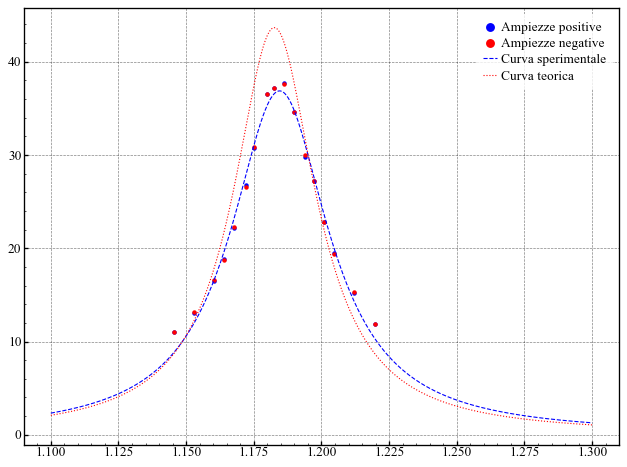 Ampiezze positive
Ampiezze negative
Curva sperimentale
Curva teorica
40
30
20
10
0
1.100 1.125 1.150 1.175 1.200 1.225 1.250 1.275 1.300